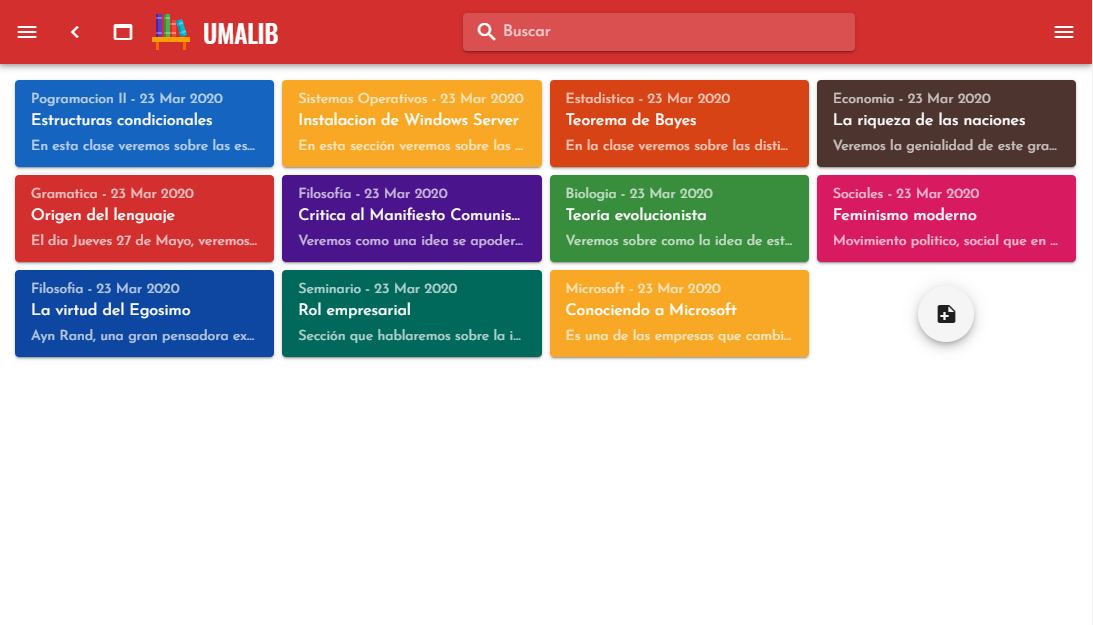 UMALIB
Buscar
Pogramacion II - 23 Mar 2020
Estructuras condicionales
En esta clase veremos sobre las es...
Sistemas Operativos - 23 Mar 2020
Instalacion de Windows Server
En esta sección veremos sobre las ...
Estadistica - 23 Mar 2020
Teorema de Bayes
En la clase veremos sobre las disti...
Economia - 23 Mar 2020
La riqueza de las naciones
Veremos la genialidad de este gra...
Gramatica - 23 Mar 2020
Origen del lenguaje
El dia Jueves 27 de Mayo, veremos...
Filosofía - 23 Mar 2020
Critica al Manifiesto Comunis...
Veremos como una idea se apoder...
Biologia - 23 Mar 2020
Teoría evolucionista
Veremos sobre como la idea de est...
Sociales - 23 Mar 2020
Feminismo moderno
Movimiento politico, social que en ...
Filosofia - 23 Mar 2020
La virtud del Egosimo
Ayn Rand, una gran pensadora ex...
Seminario - 23 Mar 2020
Rol empresarial
Sección que hablaremos sobre la i...
Microsoft - 23 Mar 2020
Conociendo a Microsoft
Es una de las empresas que cambi...